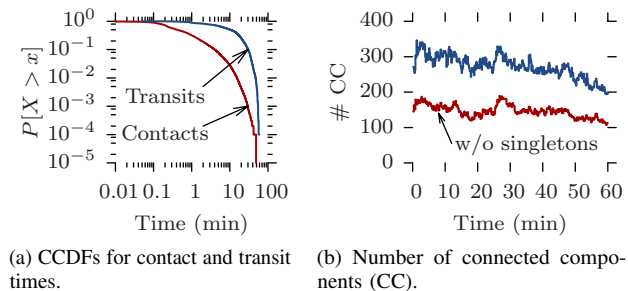 10^0
10^-1
10^-2
10^-3
10^-4
10^-5
P[X > x]
Transits
Contacts
0.01 0.1 1 10 100
Time (min)
(a) CCDFs for contact and transit
times.
400
300
200
100
0
# CC
w/o singletons
0 10 20 30 40 50 60
Time (min)
(b) Number of connected compo-
nents (CC).